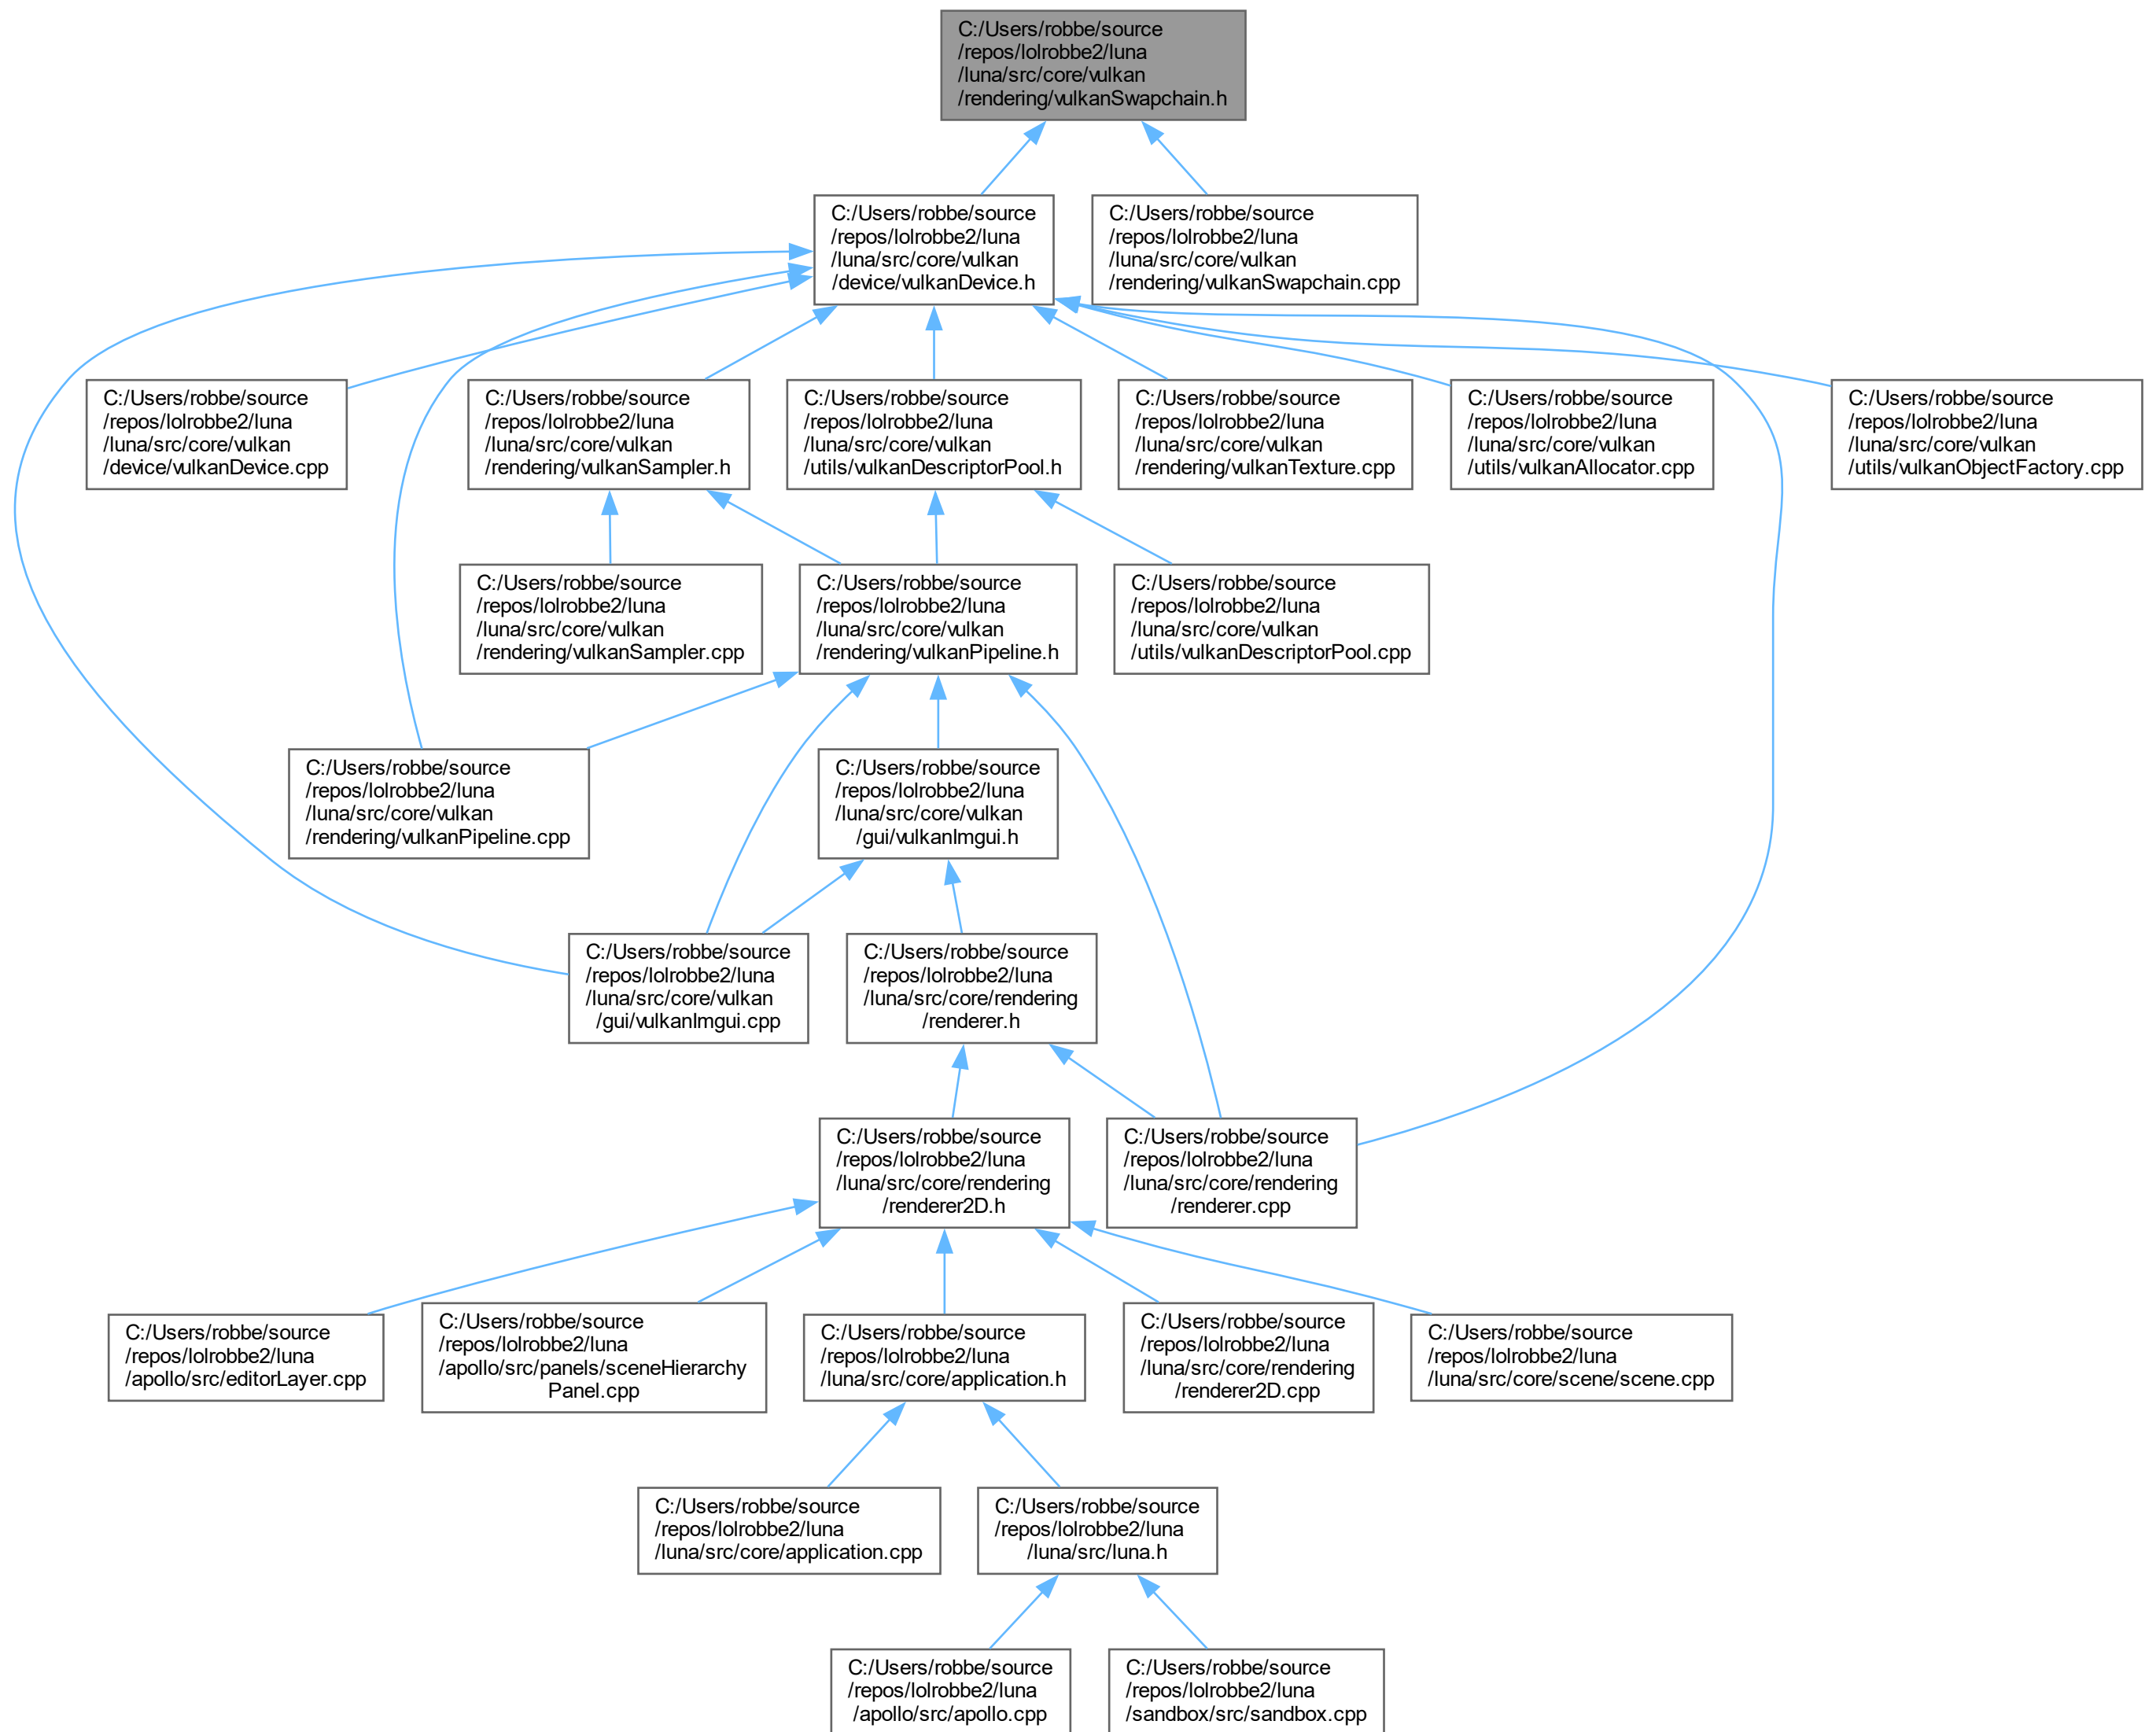 C:/Users/robbe/source
/repos/lolrobbe2/luna
/luna/src/core/vulkan
/rendering/vulkanSwapchain.h
C:/Users/robbe/source
/repos/lolrobbe2/luna
/luna/src/core/vulkan
/device/vulkanDevice.h
C:/Users/robbe/source
/repos/lolrobbe2/luna
/luna/src/core/vulkan
/rendering/vulkanSwapchain.cpp
C:/Users/robbe/source
/repos/lolrobbe2/luna
/luna/src/core/vulkan
/device/vulkanDevice.cpp
C:/Users/robbe/source
/repos/lolrobbe2/luna
/luna/src/core/vulkan
/rendering/vulkanSampler.h
C:/Users/robbe/source
/repos/lolrobbe2/luna
/luna/src/core/vulkan
/utils/vulkanDescriptorPool.h
C:/Users/robbe/source
/repos/lolrobbe2/luna
/luna/src/core/vulkan
/rendering/vulkanTexture.cpp
C:/Users/robbe/source
/repos/lolrobbe2/luna
/luna/src/core/vulkan
/utils/vulkanAllocator.cpp
C:/Users/robbe/source
/repos/lolrobbe2/luna
/luna/src/core/vulkan
/utils/vulkanObjectFactory.cpp
C:/Users/robbe/source
/repos/lolrobbe2/luna
/luna/src/core/vulkan
/rendering/vulkanSampler.cpp
C:/Users/robbe/source
/repos/lolrobbe2/luna
/luna/src/core/vulkan
/rendering/vulkanPipeline.h
C:/Users/robbe/source
/repos/lolrobbe2/luna
/luna/src/core/vulkan
/utils/vulkanDescriptorPool.cpp
C:/Users/robbe/source
/repos/lolrobbe2/luna
/luna/src/core/vulkan
/rendering/vulkanPipeline.cpp
C:/Users/robbe/source
/repos/lolrobbe2/luna
/luna/src/core/vulkan
/gui/vulkanImgui.h
C:/Users/robbe/source
/repos/lolrobbe2/luna
/luna/src/core/vulkan
/gui/vulkanImgui.cpp
C:/Users/robbe/source
/repos/lolrobbe2/luna
/luna/src/core/rendering
/renderer.h
C:/Users/robbe/source
/repos/lolrobbe2/luna
/luna/src/core/rendering
/renderer2D.h
C:/Users/robbe/source
/repos/lolrobbe2/luna
/luna/src/core/rendering
/renderer.cpp
C:/Users/robbe/source
/repos/lolrobbe2/luna
/apollo/src/editorLayer.cpp
C:/Users/robbe/source
/repos/lolrobbe2/luna
/apollo/src/panels/sceneHierarchy
Panel.cpp
C:/Users/robbe/source
/repos/lolrobbe2/luna
/luna/src/core/application.h
C:/Users/robbe/source
/repos/lolrobbe2/luna
/luna/src/core/rendering
/renderer2D.cpp
C:/Users/robbe/source
/repos/lolrobbe2/luna
/luna/src/core/scene/scene.cpp
C:/Users/robbe/source
/repos/lolrobbe2/luna
/luna/src/core/application.cpp
C:/Users/robbe/source
/repos/lolrobbe2/luna
/luna/src/luna.h
C:/Users/robbe/source
/repos/lolrobbe2/luna
/apollo/src/apollo.cpp
C:/Users/robbe/source
/repos/lolrobbe2/luna
/sandbox/src/sandbox.cpp